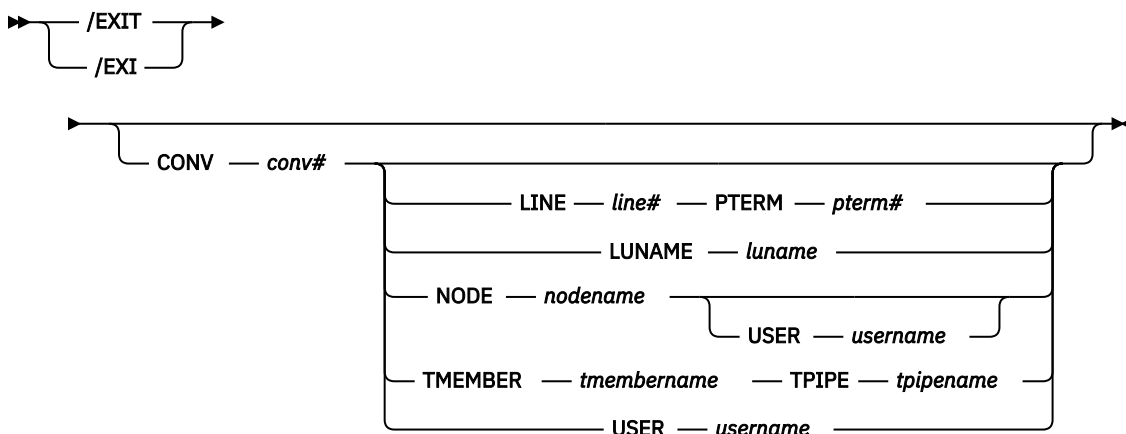 /EXIT
/EXI
CONV conv#
LINE line# PTERM pterm#
LUNAME luname
NODE nodename
USER username
TMEMBER tmembername TPIPE tpipename
USER username